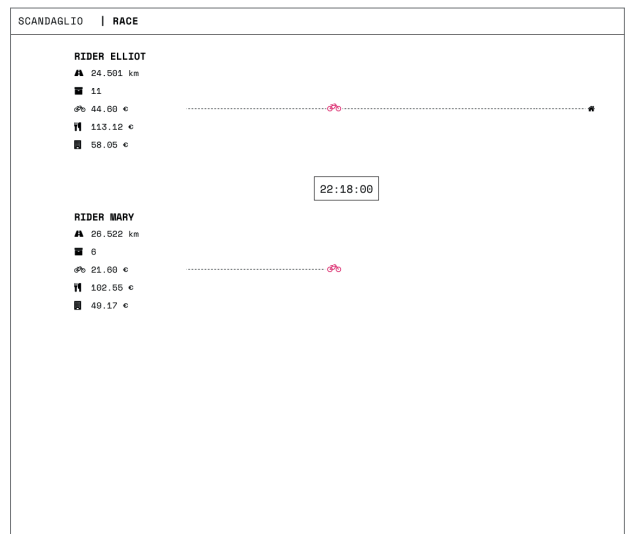 SCANDAGLIO | RACE
RIDER ELLIOT
24.501 km
11
44.60 €
113.12 €
58.05 €
22:18:00
RIDER MARY
26.522 km
6
21.60 €
102.55 €
49.17 €